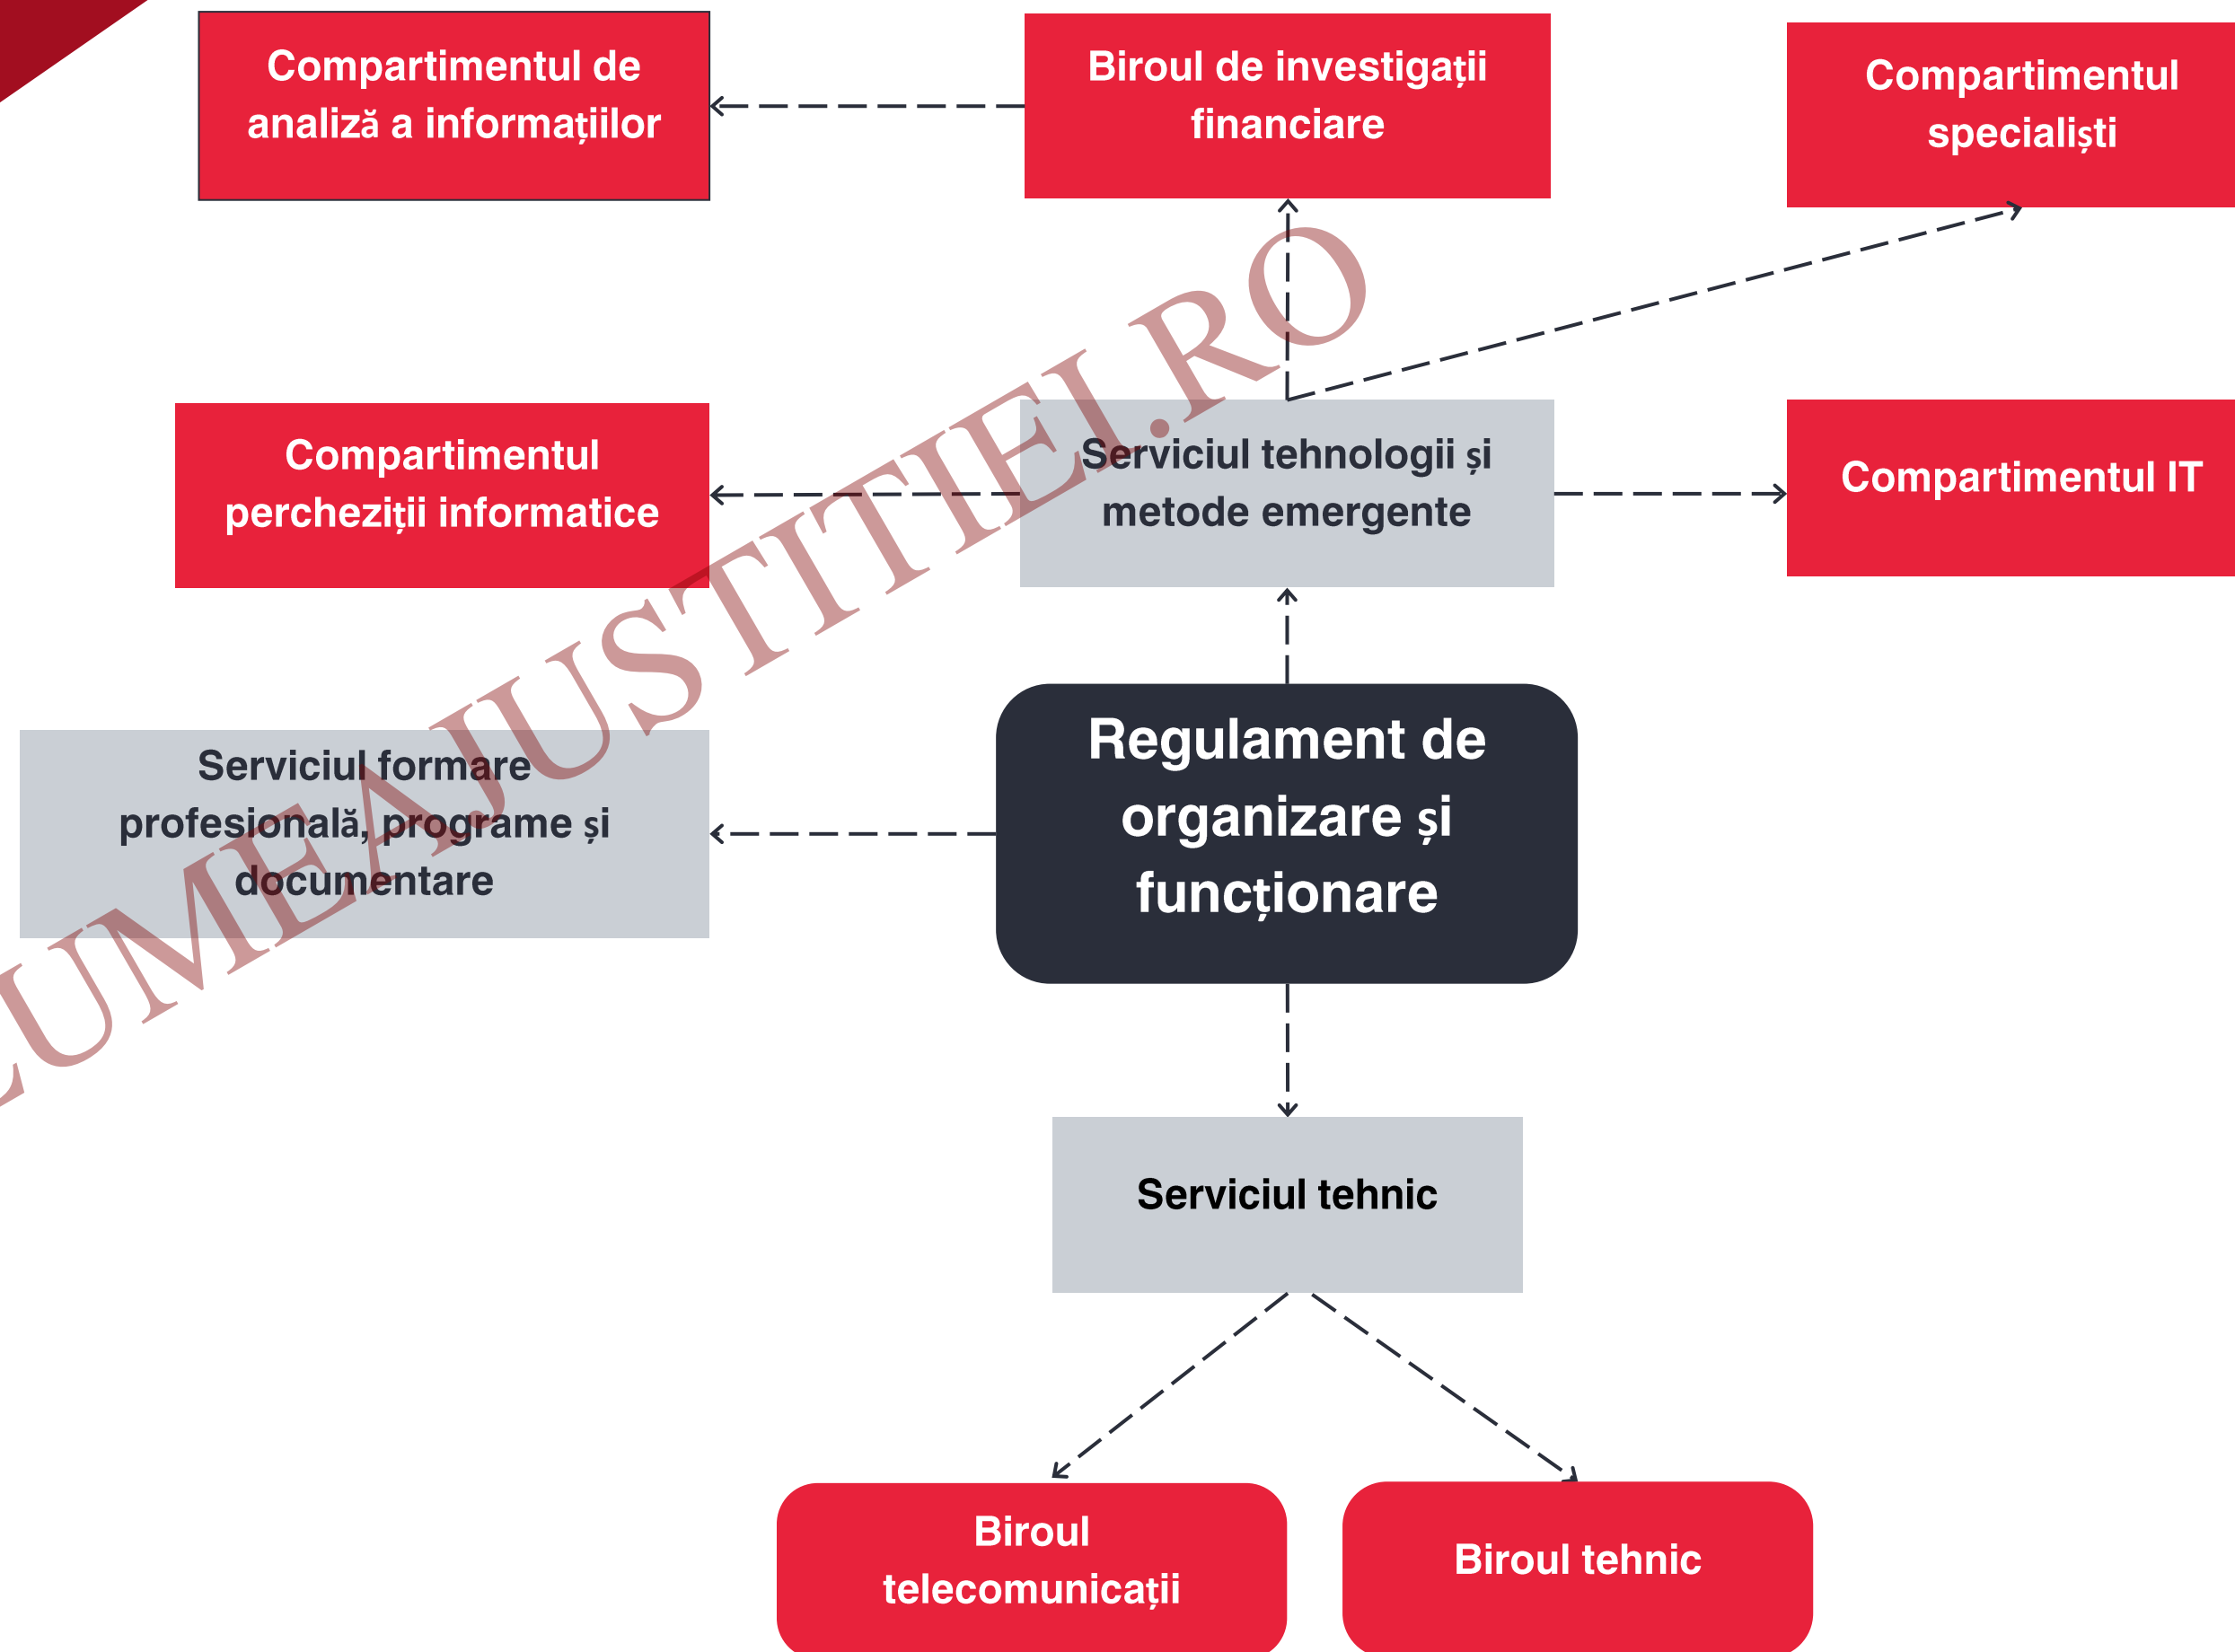 Compartimentul de
analiză a informațiilor
Biroul de investigații
financiare
Compartimentul
specialiști
Compartimentul
percheziții informatice
Serviciul tehnologii și
metode emergente
Compartimentul IT
Serviciul formare
profesională, programe și
documentare
Regulament de
organizare și
funcționare
Serviciul tehnic
Biroul
telecomunicații
Biroul tehnic
LUMEAJUSTITIEI.RO